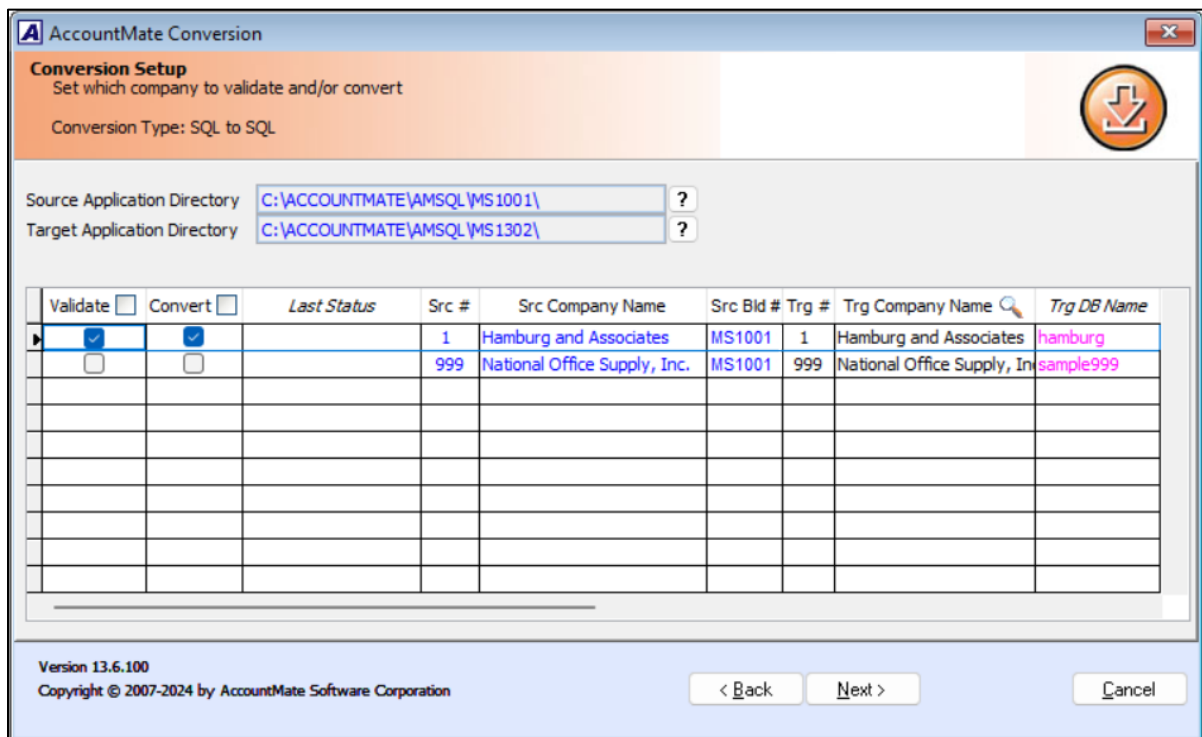 AccountMate Conversion
Conversion Setup
Set which company to validate and/or convert
Conversion Type: SQL to SQL
Source Application Directory C:\ACCOUNTMATE\AMSQL\MS1001\ ?
Target Application Directory C:\ACCOUNTMATE\AMSQL\MS1302\ ?
Validate Convert Last Status Src # Src Company Name Src Bld # Trg # Trg Company Name Trg DB Name
1 Hamburg and Associates MS1001 1 Hamburg and Associates hamburg
999 National Office Supply, Inc. MS1001 999 National Office Supply, In sample999
Version 13.6.100
Copyright © 2007-2024 by AccountMate Software Corporation
< Back Next > Cancel